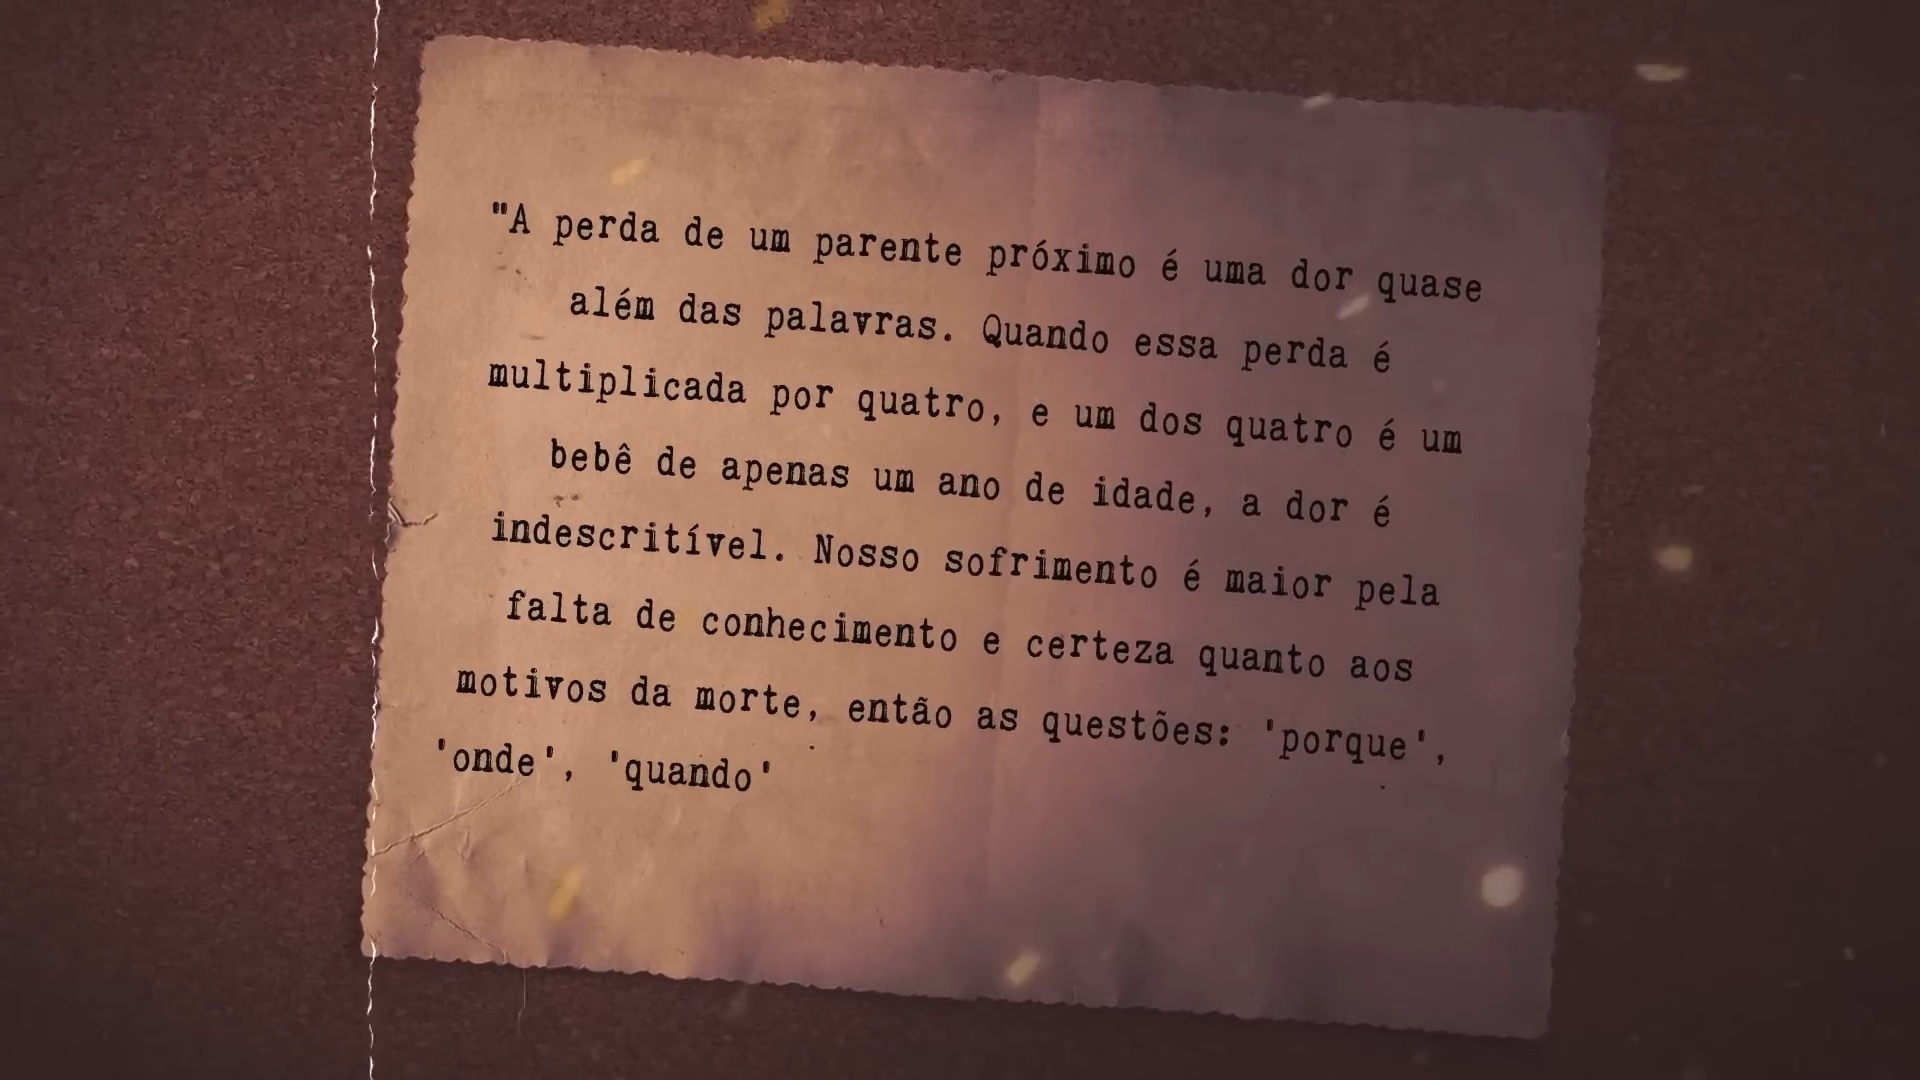 "A perda de um parente próximo é uma dor quase
além das palavras. Quando essa perda é
multiplicada por quatro, e um dos quatro é um
bebê de apenas um ano de idade, a dor é
indescritível. Nosso sofrimento é maior pela
falta de conhecimento e certeza quanto aos
motivos da morte, então as questões: 'porque',
'onde', 'quando'